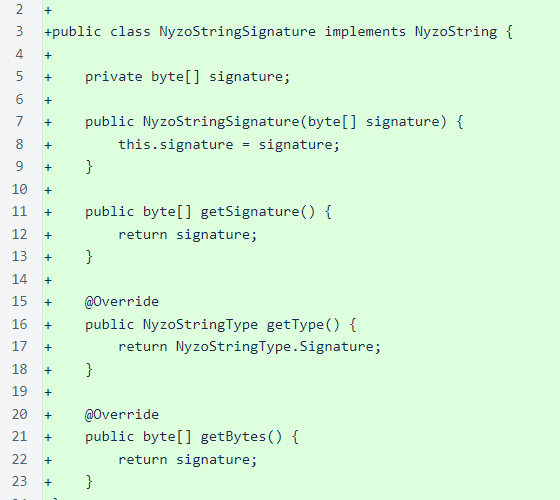 2 +
3 +public class NyzoStringSignature implements NyzoString {
4 +
5 +    private byte[] signature;
6 +
7 +    public NyzoStringSignature(byte[] signature) {
8 +        this.signature = signature;
9 +    }
10 +
11 +    public byte[] getSignature() {
12 +        return signature;
13 +    }
14 +
15 +    @Override
16 +    public NyzoStringType getType() {
17 +        return NyzoStringType.Signature;
18 +    }
19 +
20 +    @Override
21 +    public byte[] getBytes() {
22 +        return signature;
23 +    }